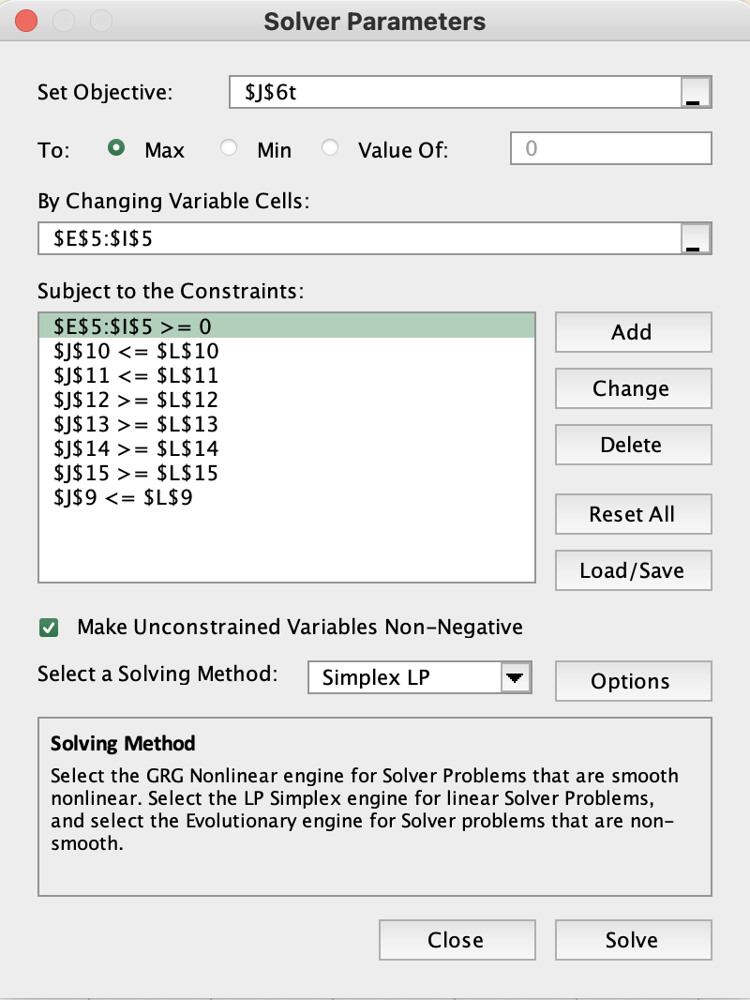 Solver Parameters
Set Objective: $J$6t
To: Max Min Value Of: 0
By Changing Variable Cells:
$E$5:$I$5
Subject to the Constraints:
$E$5:$I$5 >= 0
$J$10 <= $L$10
$J$11 <= $L$11
$J$12 >= $L$12
$J$13 >= $L$13
$J$14 >= $L$14
$J$15 >= $L$15
$J$9 <= $L$9
Add
Change
Delete
Reset All
Load/Save
Make Unconstrained Variables Non-Negative
Select a Solving Method: Simplex LP Options
Solving Method
Select the GRG Nonlinear engine for Solver Problems that are smooth
nonlinear. Select the LP Simplex engine for linear Solver Problems,
and select the Evolutionary engine for Solver problems that are non-
smooth.
Close Solve